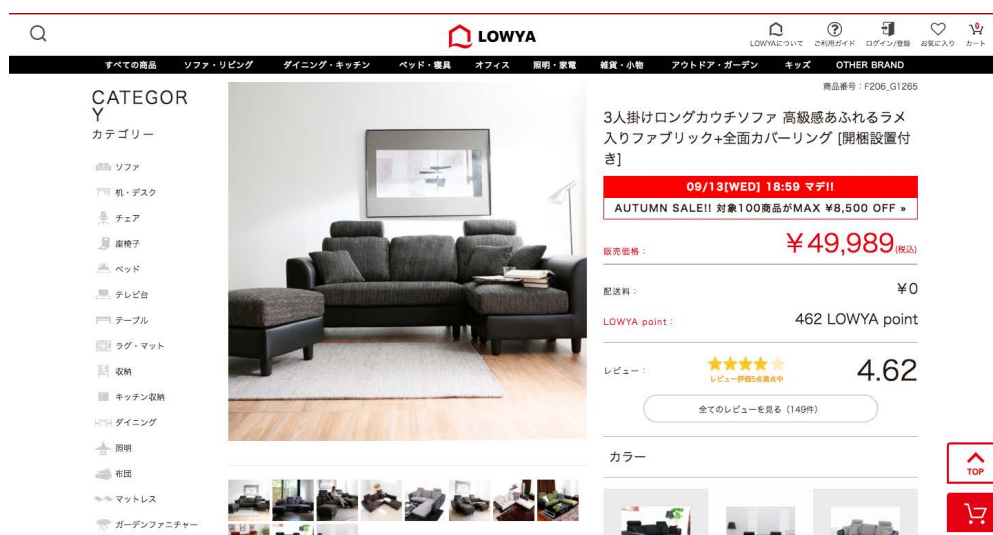 LOWYA
LOWYAについて
ご利用ガイド
ログイン/登録
お気に入り
0
カート
すべての商品
ソファ・リビング
ダイニング・キッチン
ベッド・寝具
オフィス
照明・家電
雑貨・小物
アウトドア・ガーデン
キッズ
OTHER BRAND
CATEGOR
Y
カテゴリー
ソファ
机・デスク
チェア
座椅子
ベッド
テレビ台
テーブル
ラグ・マット
収納
キッチン収納
ダイニング
照明
布団
マットレス
ガーデンファニチャー
商品番号：F206_G1265
3人掛けロングカウチソファ 高級感あふれるラメ
入りファブリック+全面カバーリング [開梱設置付
き]
09/13[WED] 18:59 マデ!!
AUTUMN SALE!! 対象100商品がMAX ¥8,500 OFF »
販売価格： ¥49,989(税込)
配送料： ¥0
LOWYA point： 462 LOWYA point
レビュー： 4.62
レビュー評価5点満点中
全てのレビューを見る（149件）
カラー
TOP